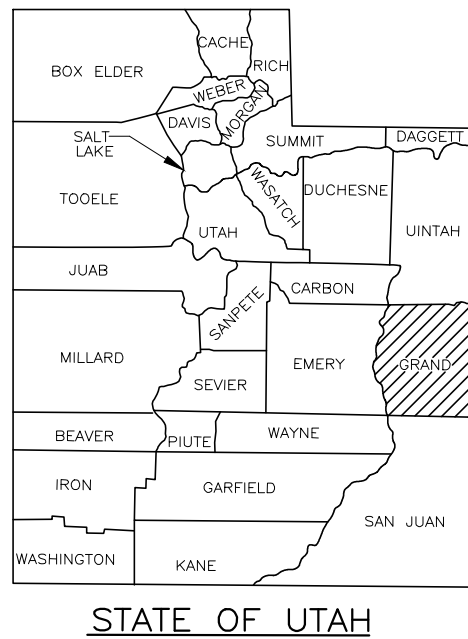 CACHE
RICH
BOX ELDER
WEBER
MORGAN
DAVIS
SALT
LAKE
SUMMIT
DAGGETT
TOOELE
WASATCH
DUCHESNE
UTAH
UINTAH
JUAB
CARBON
SANPETE
MILLARD
EMERY
GRAND
SEVIER
BEAVER
PIUTE
WAYNE
IRON
GARFIELD
SAN JUAN
WASHINGTON
KANE
STATE OF UTAH